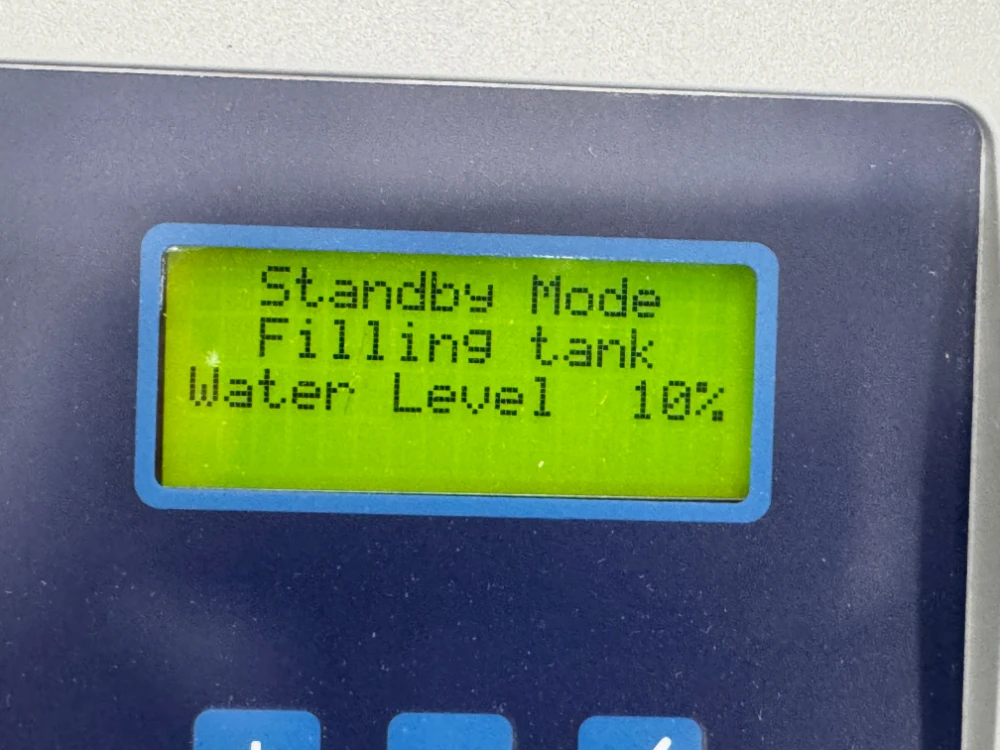 Standby Mode
Filling tank
Water Level 10%